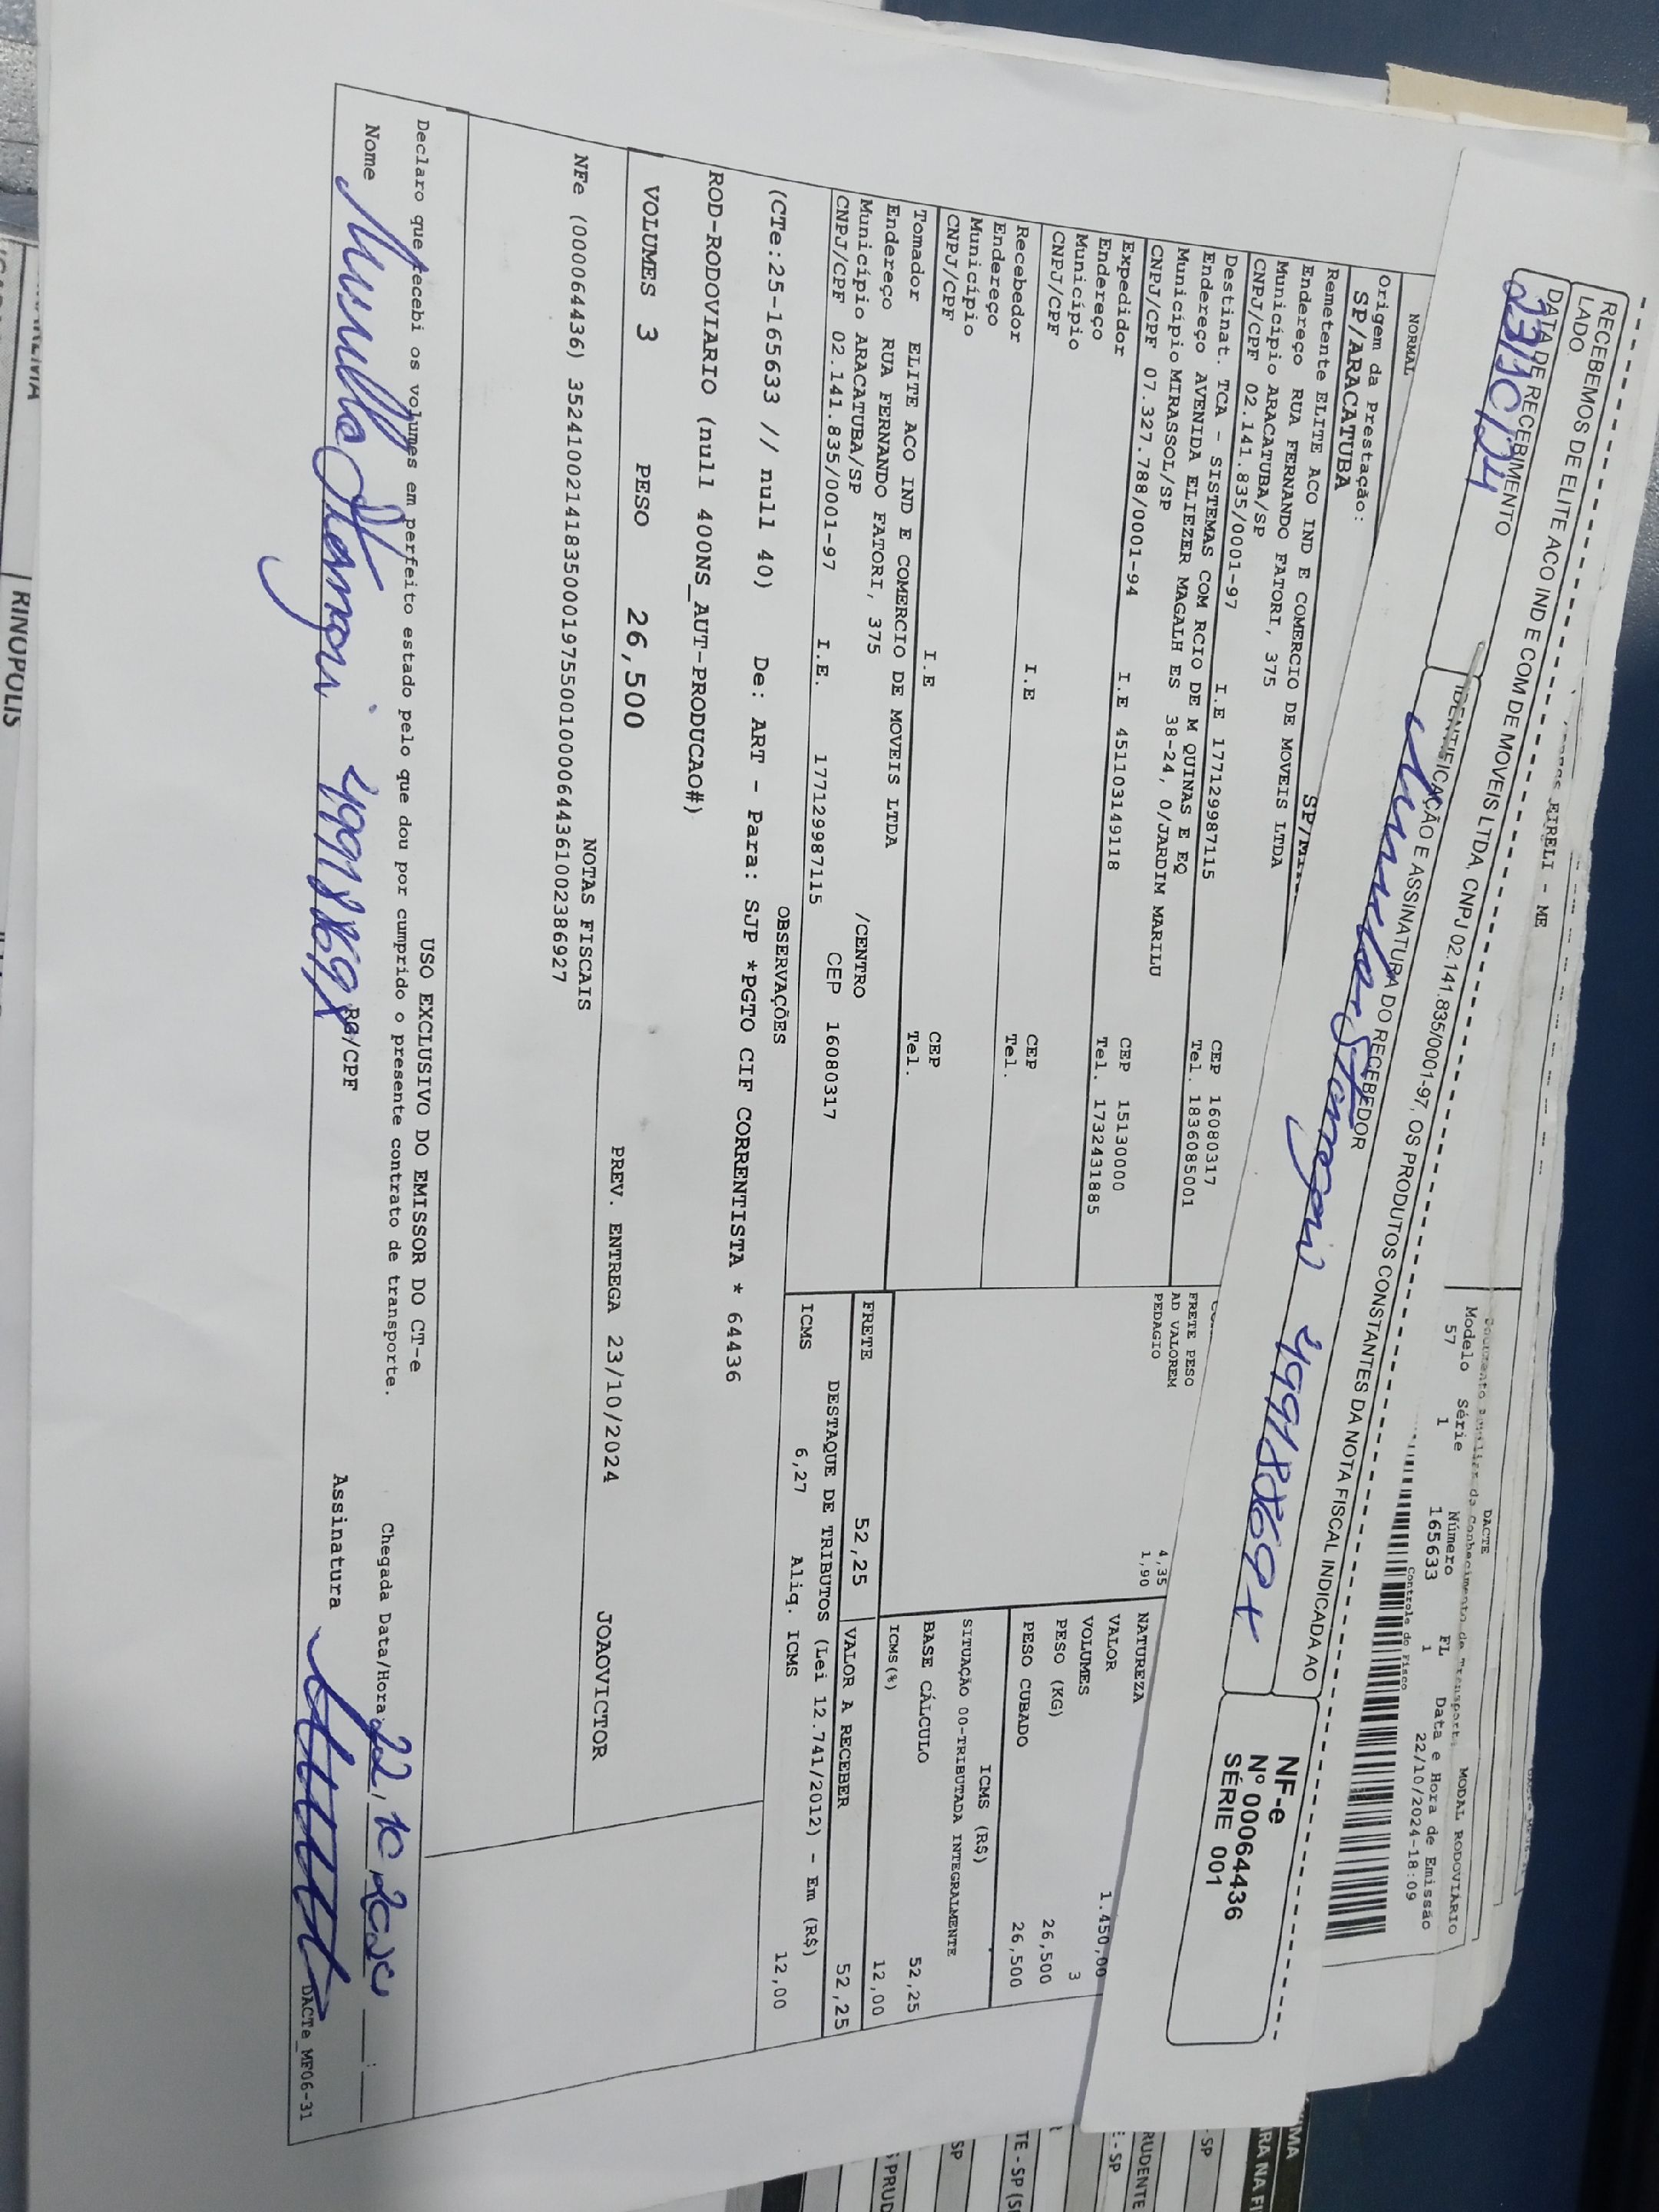 RECEBEMOS DE ELITE ACO IND E COM DE MOVEIS LTDA, CNPJ 02.141.835/0001-97, OS PRODUTOS CONSTANTES DA NOTA FISCAL INDICADA AO
LADO
DATA DE RECEBIMENTO
23/10/24
IDENTIFICAÇÃO E ASSINATURA DO RECEBEDOR
49918869X
NF-e
Nº 00064436
SÉRIE 001
EIRELI - ME
DACTE
MODAL RODOVIÁRIO
Modelo Série Número FL Data e Hora de Emissão
57 1 165633 1 22/10/2024-18:09
Controle do Fisco
NORMAL
Origem da Prestação:
SP/ARACATUBA
Remetente ELITE ACO IND E COMERCIO DE MOVEIS LTDA
Endereço RUA FERNANDO FATORI, 375
Município ARACATUBA/SP CEP 16080317
CNPJ/CPF 02.141.835/0001-97 I.E 177129987115 Tel. 1836085001
Destinat. TCA - SISTEMAS COM RCIO DE M QUINAS E EQ
Endereço AVENIDA ELIEZER MAGALH ES 38-24, 0/JARDIM MARILU
Município MIRASSOL/SP CEP 15130000
CNPJ/CPF 07.327.788/0001-94 I.E 451103149118 Tel. 1732431885
Expedidor
Endereço
Município CEP
CNPJ/CPF I.E Tel.
Recebedor
Endereço
Município CEP
CNPJ/CPF I.E Tel.
Tomador ELITE ACO IND E COMERCIO DE MOVEIS LTDA
Endereço RUA FERNANDO FATORI, 375 /CENTRO
Município ARACATUBA/SP CEP 16080317
CNPJ/CPF 02.141.835/0001-97 I.E. 177129987115
FRETE PESO
AD VALOREM 4,35
PEDAGIO 1,90
FRETE 52,25
NATUREZA
VALOR 1.450,00
VOLUMES 3
PESO (KG) 26,500
PESO CUBADO 26,500
ICMS (R$)
SITUAÇÃO 00-TRIBUTADA INTEGRALMENTE
BASE CÁLCULO 52,25
ICMS(%) 12,00
VALOR A RECEBER 52,25
DESTAQUE DE TRIBUTOS (Lei 12.741/2012) - Em (R$)
ICMS 6,27 Aliq. ICMS 12,00
OBSERVAÇÕES
(CTe:25-165633 // null 40) De: ART - Para: SJP *PGTO CIF CORRENTISTA * 64436
ROD-RODOVIARIO (null 400NS_AUT-PRODUCAO#)
VOLUMES 3 PESO 26,500 PREV. ENTREGA 23/10/2024 JOAOVICTOR
NOTAS FISCAIS
NFe (000064436) 35241002141835000197550010000644361002386927
USO EXCLUSIVO DO EMISSOR DO CT-e
Declaro que recebi os volumes em perfeito estado pelo que dou por cumprido o presente contrato de transporte.
Chegada Data/Hora
Nome 49918869X RG/CPF Assinatura
DACTe_MF06-31
RINOPOLIS